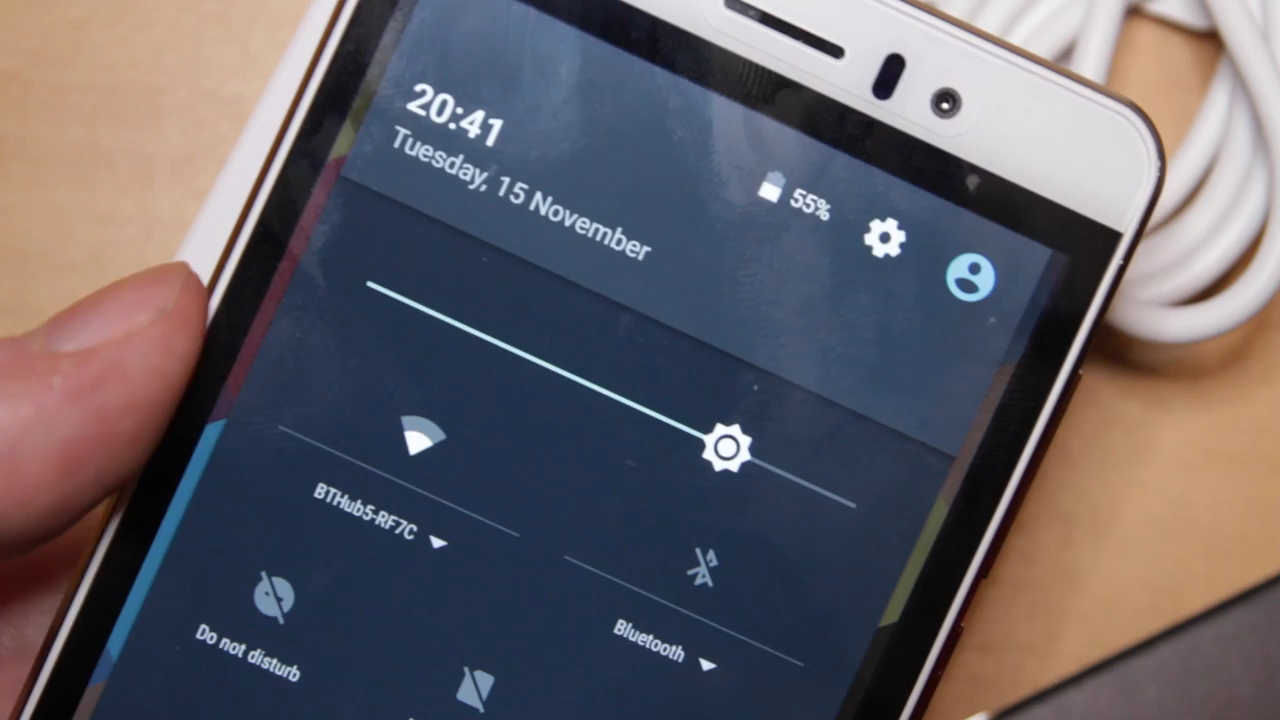 20:41
Tuesday, 15 November
55%
BTHub5-RF7C
Bluetooth
Do not disturb